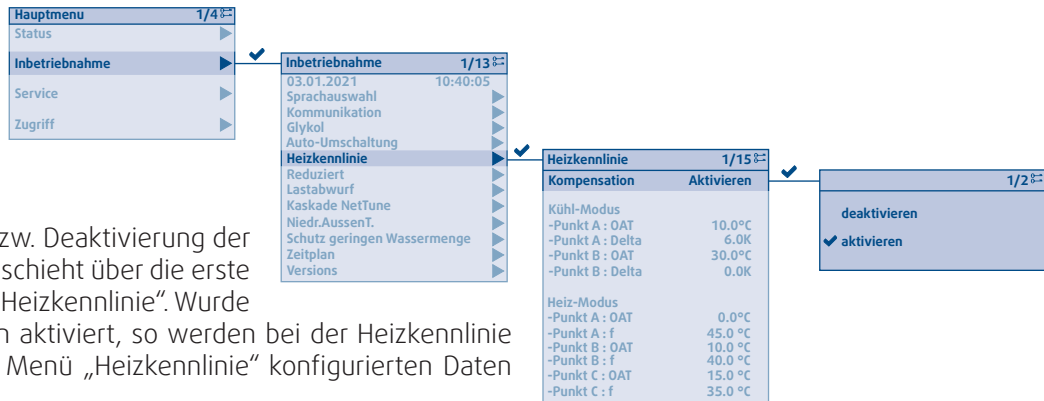 Hauptmenu 1/4
Status
Inbetriebnahme
Service
Zugriff
Inbetriebnahme 1/13
03.01.2021 10:40:05
Sprachauswahl
Kommunikation
Glykol
Auto-Umschaltung
Heizkennlinie
Reduziert
Lastabwurf
Kaskade NetTune
Niedr.AussenT.
Schutz geringen Wassermenge
Zeitplan
Versions
Heizkennlinie 1/15
Kompensation Aktivieren
Kühl-Modus
-Punkt A : OAT 10.0°C
-Punkt A : Delta 6.0K
-Punkt B : OAT 30.0°C
-Punkt B : Delta 0.0K
Heiz-Modus
-Punkt A : OAT 0.0°C
-Punkt A : f 45.0 °C
-Punkt B : OAT 10.0 °C
-Punkt B : f 40.0 °C
-Punkt C : OAT 15.0 °C
-Punkt C : f 35.0 °C
1/2
deaktivieren
aktivieren
zw. Deaktivierung der
schieht über die erste
Heizkennlinie“. Wurde
n aktiviert, so werden bei der Heizkennlinie
Menü „Heizkennlinie“ konfigurierten Daten